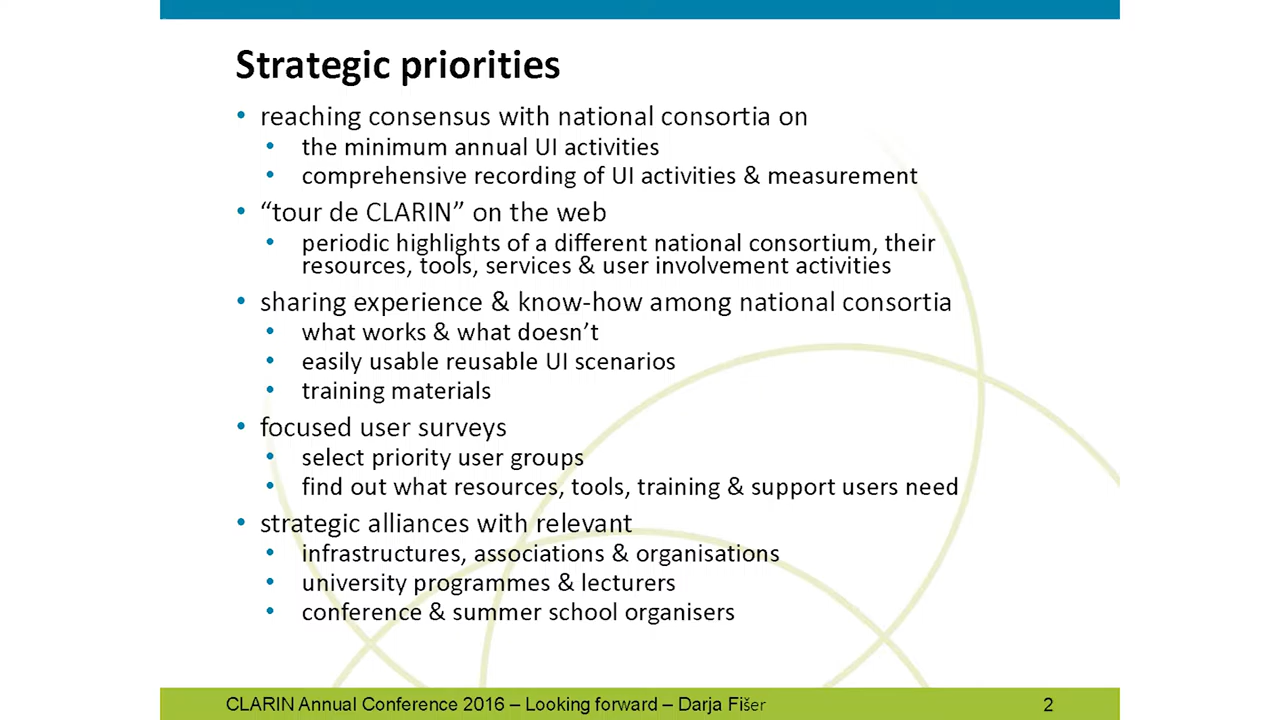 Strategic priorities
• reaching consensus with national consortia on
• the minimum annual UI activities
• comprehensive recording of UI activities & measurement
• “tour de CLARIN” on the web
• periodic highlights of a different national consortium, their
resources, tools, services & user involvement activities
• sharing experience & know-how among national consortia
• what works & what doesn’t
• easily usable reusable UI scenarios
• training materials
• focused user surveys
• select priority user groups
• find out what resources, tools, training & support users need
• strategic alliances with relevant
• infrastructures, associations & organisations
• university programmes & lecturers
• conference & summer school organisers
CLARIN Annual Conference 2016 – Looking forward – Darja Fišer 2